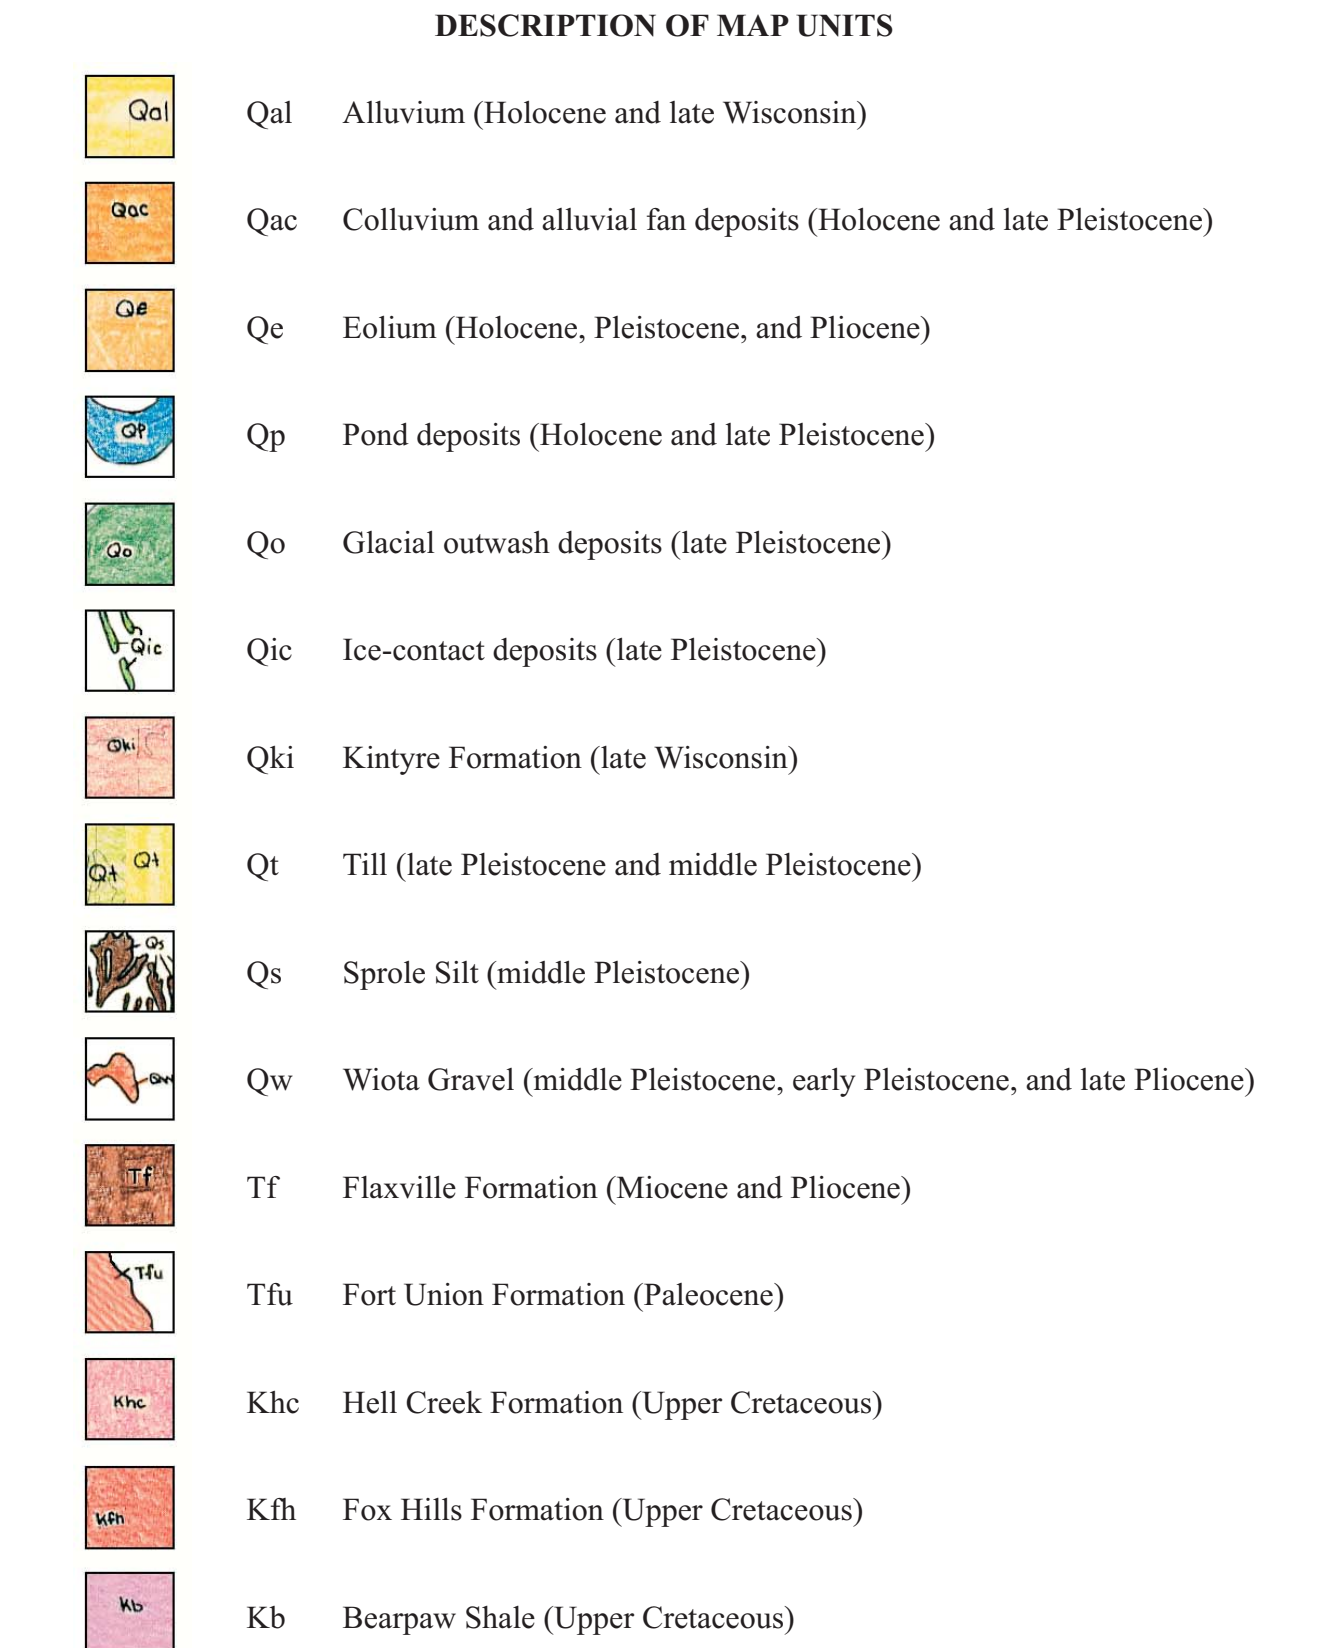 DESCRIPTION OF MAP UNITS
Qal Qal Alluvium (Holocene and late Wisconsin)
Qac Qac Colluvium and alluvial fan deposits (Holocene and late Pleistocene)
Qe Qe Eolium (Holocene, Pleistocene, and Pliocene)
Qp Qp Pond deposits (Holocene and late Pleistocene)
Qo Qo Glacial outwash deposits (late Pleistocene)
Qic Qic Ice-contact deposits (late Pleistocene)
Qki Qki Kintyre Formation (late Wisconsin)
Qt Qt Qt Till (late Pleistocene and middle Pleistocene)
Qs Qs Sprole Silt (middle Pleistocene)
Qw Qw Wiota Gravel (middle Pleistocene, early Pleistocene, and late Pliocene)
Tf Tf Flaxville Formation (Miocene and Pliocene)
Tfu Tfu Fort Union Formation (Paleocene)
Khc Khc Hell Creek Formation (Upper Cretaceous)
Kfh Kfh Fox Hills Formation (Upper Cretaceous)
Kb Kb Bearpaw Shale (Upper Cretaceous)